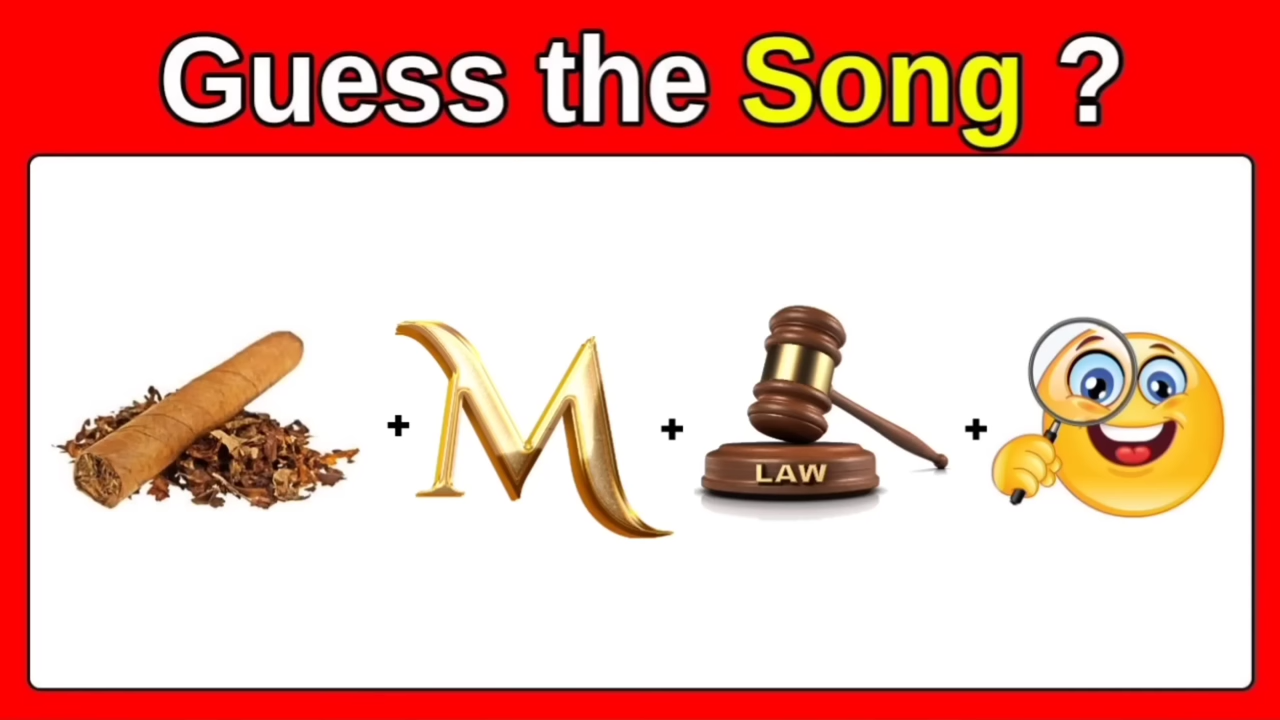 Guess the Song ?
+ M + + 
LAW